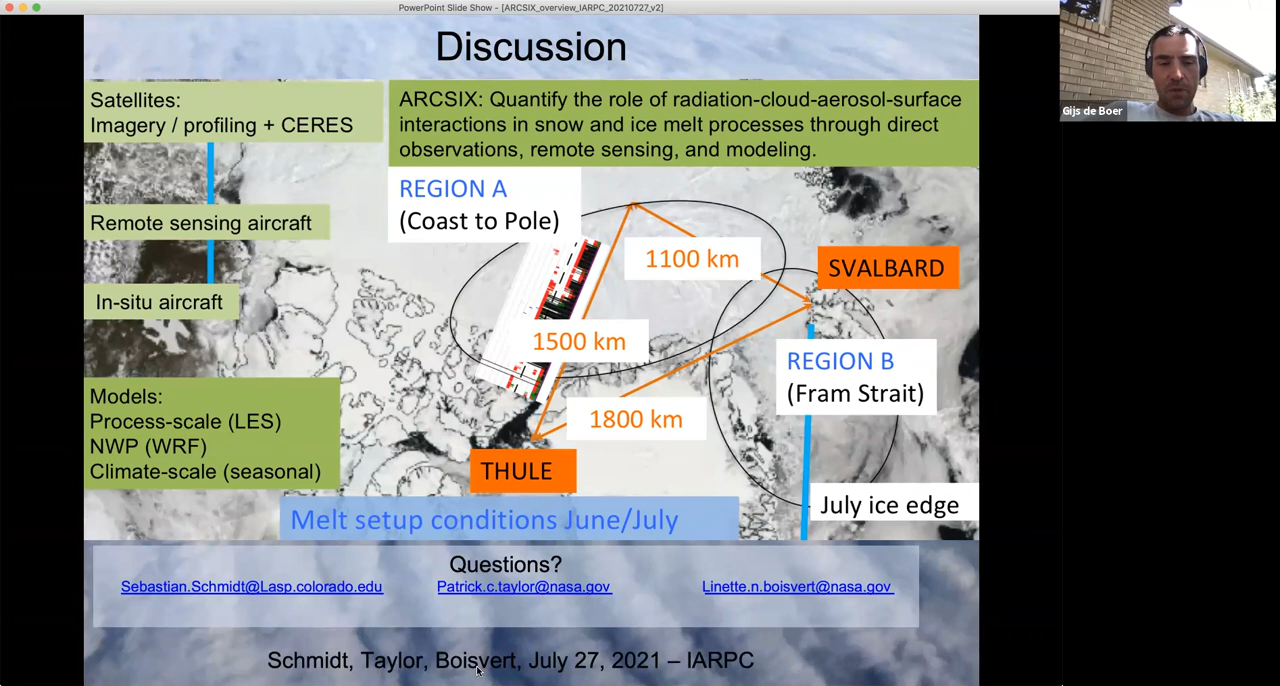 PowerPoint Slide Show - [ARCSIX_overview_IARPC_20210727_v2]
Discussion
Satellites:
Imagery / profiling + CERES
ARCSIX: Quantify the role of radiation-cloud-aerosol-surface
interactions in snow and ice melt processes through direct
observations, remote sensing, and modeling.
Gijs de Boer
REGION A
(Coast to Pole)
Remote sensing aircraft
1100 km
SVALBARD
In-situ aircraft
1500 km
REGION B
(Fram Strait)
Models:
Process-scale (LES)
NWP (WRF)
Climate-scale (seasonal)
1800 km
THULE
July ice edge
Melt setup conditions June/July
Questions?
Sebastian.Schmidt@Lasp.colorado.edu
Patrick.c.taylor@nasa.gov
Linette.n.boisvert@nasa.gov
Schmidt, Taylor, Boisvert, July 27, 2021 – IARPC